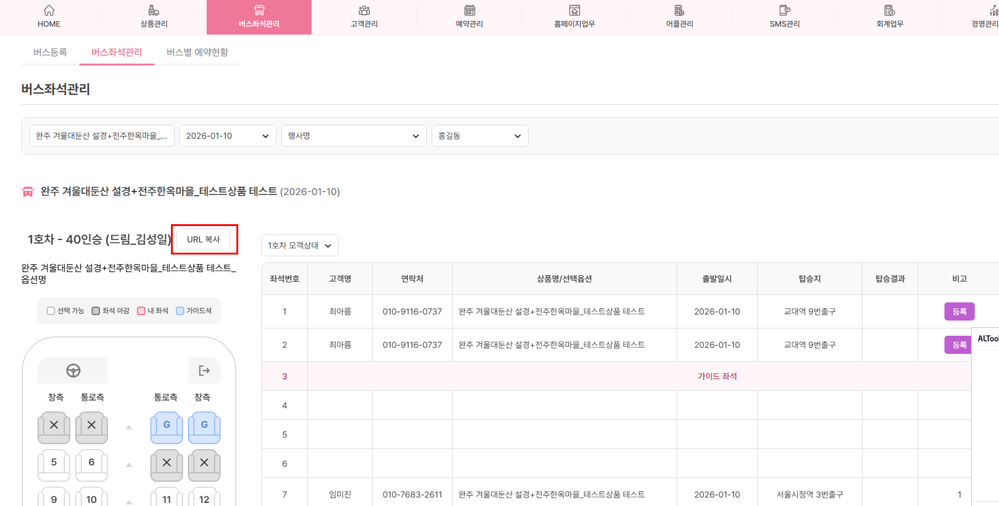 HOME 상품관리 버스좌석관리 고객관리 예약관리 홈페이지업무 어플관리 SMS관리 회계업무 경영관리
버스등록 버스좌석관리 버스별 예약현황
버스좌석관리
완주 겨울대둔산 설경+전주한옥마을_... 2026-01-10 행사명 홍길동
완주 겨울대둔산 설경+전주한옥마을_테스트상품 테스트 (2026-01-10)
1호차 - 40인승 (드림_김성일) URL 복사
1호차 모객상태
완주 겨울대둔산 설경+전주한옥마을_테스트상품 테스트_
옵션명
선택 가능 좌석 마감 내 좌석 가이드석
창측 통로측 통로측 창측
G G
5 6
9 10 11 12
좌석번호 고객명 연락처 상품명/선택옵션 출발일시 탑승지 탑승결과 비고
1 최아름 010-9116-0737 완주 겨울대둔산 설경+전주한옥마을_테스트상품 테스트 2026-01-10 교대역 9번출구 등록
2 최아름 010-9116-0737 완주 겨울대둔산 설경+전주한옥마을_테스트상품 테스트 2026-01-10 교대역 9번출구 등록
3 가이드 좌석
4
5
6
7 임미진 010-7683-2611 완주 겨울대둔산 설경+전주한옥마을_테스트상품 테스트 2026-01-10 서울시청역 3번출구 1